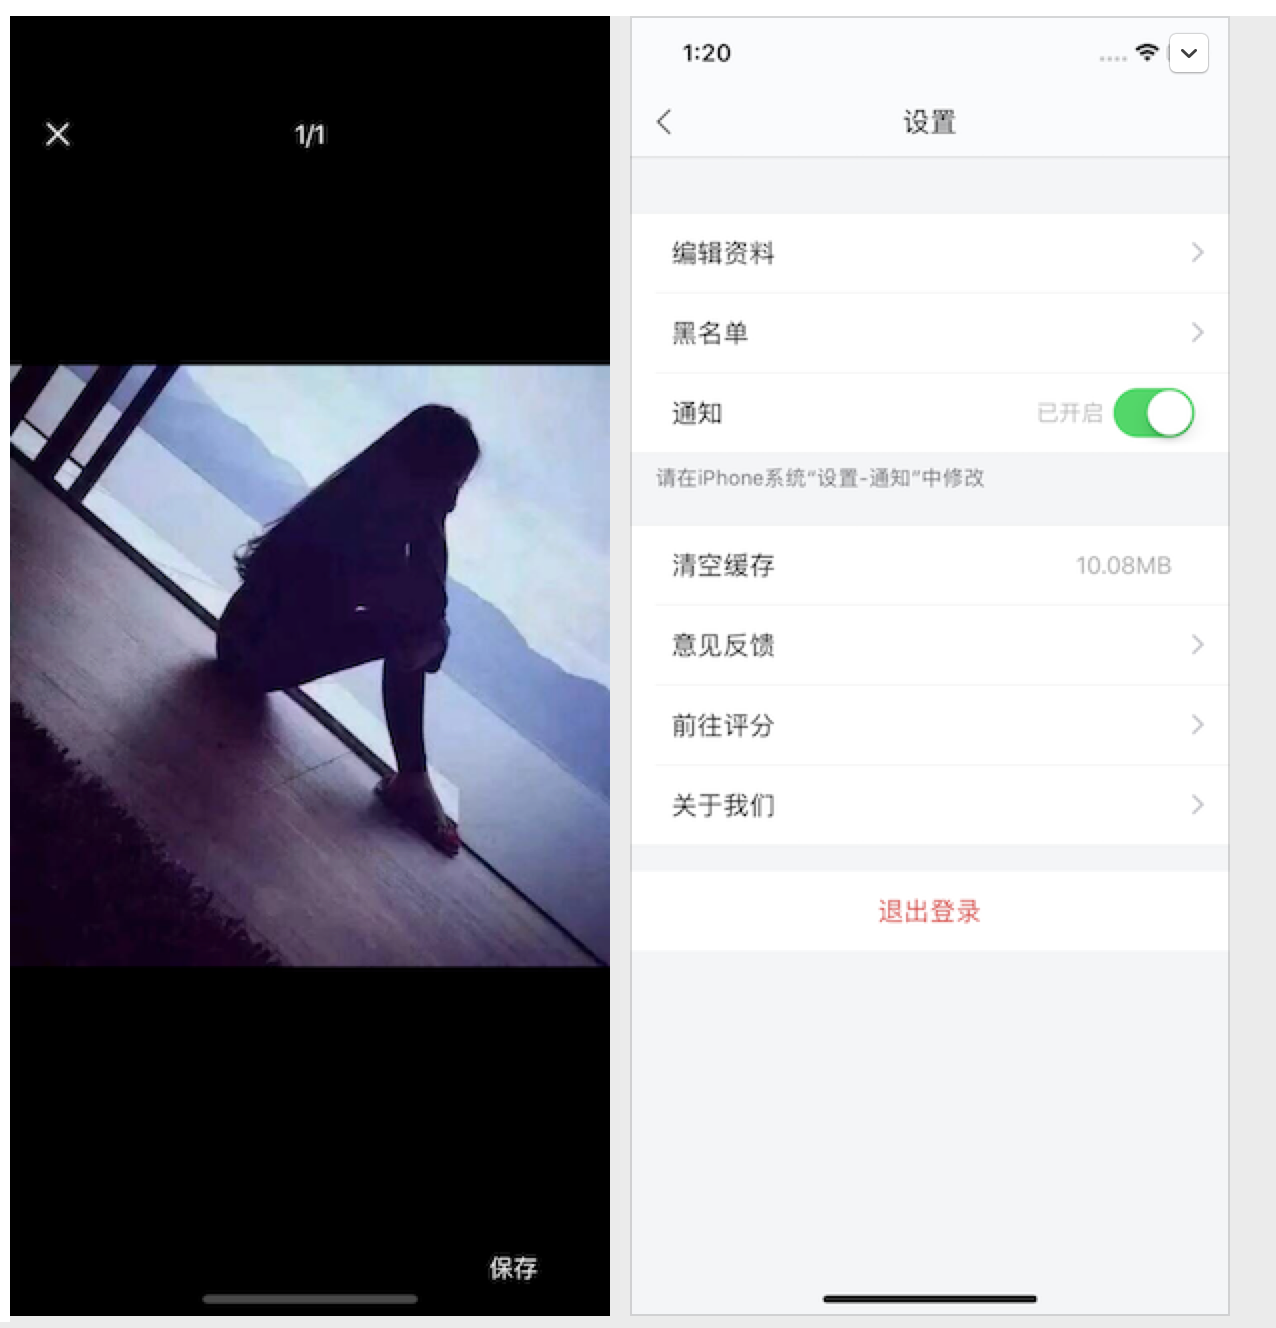 1/1
保存
1:20
设置
编辑资料
黑名单
通知 已开启
请在iPhone系统“设置-通知”中修改
清空缓存 10.08MB
意见反馈
前往评分
关于我们
退出登录